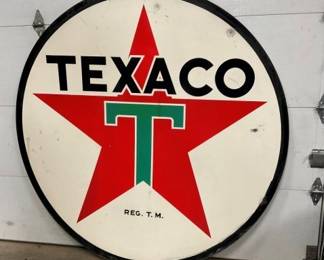 TEXACO
T
REG. T. M.